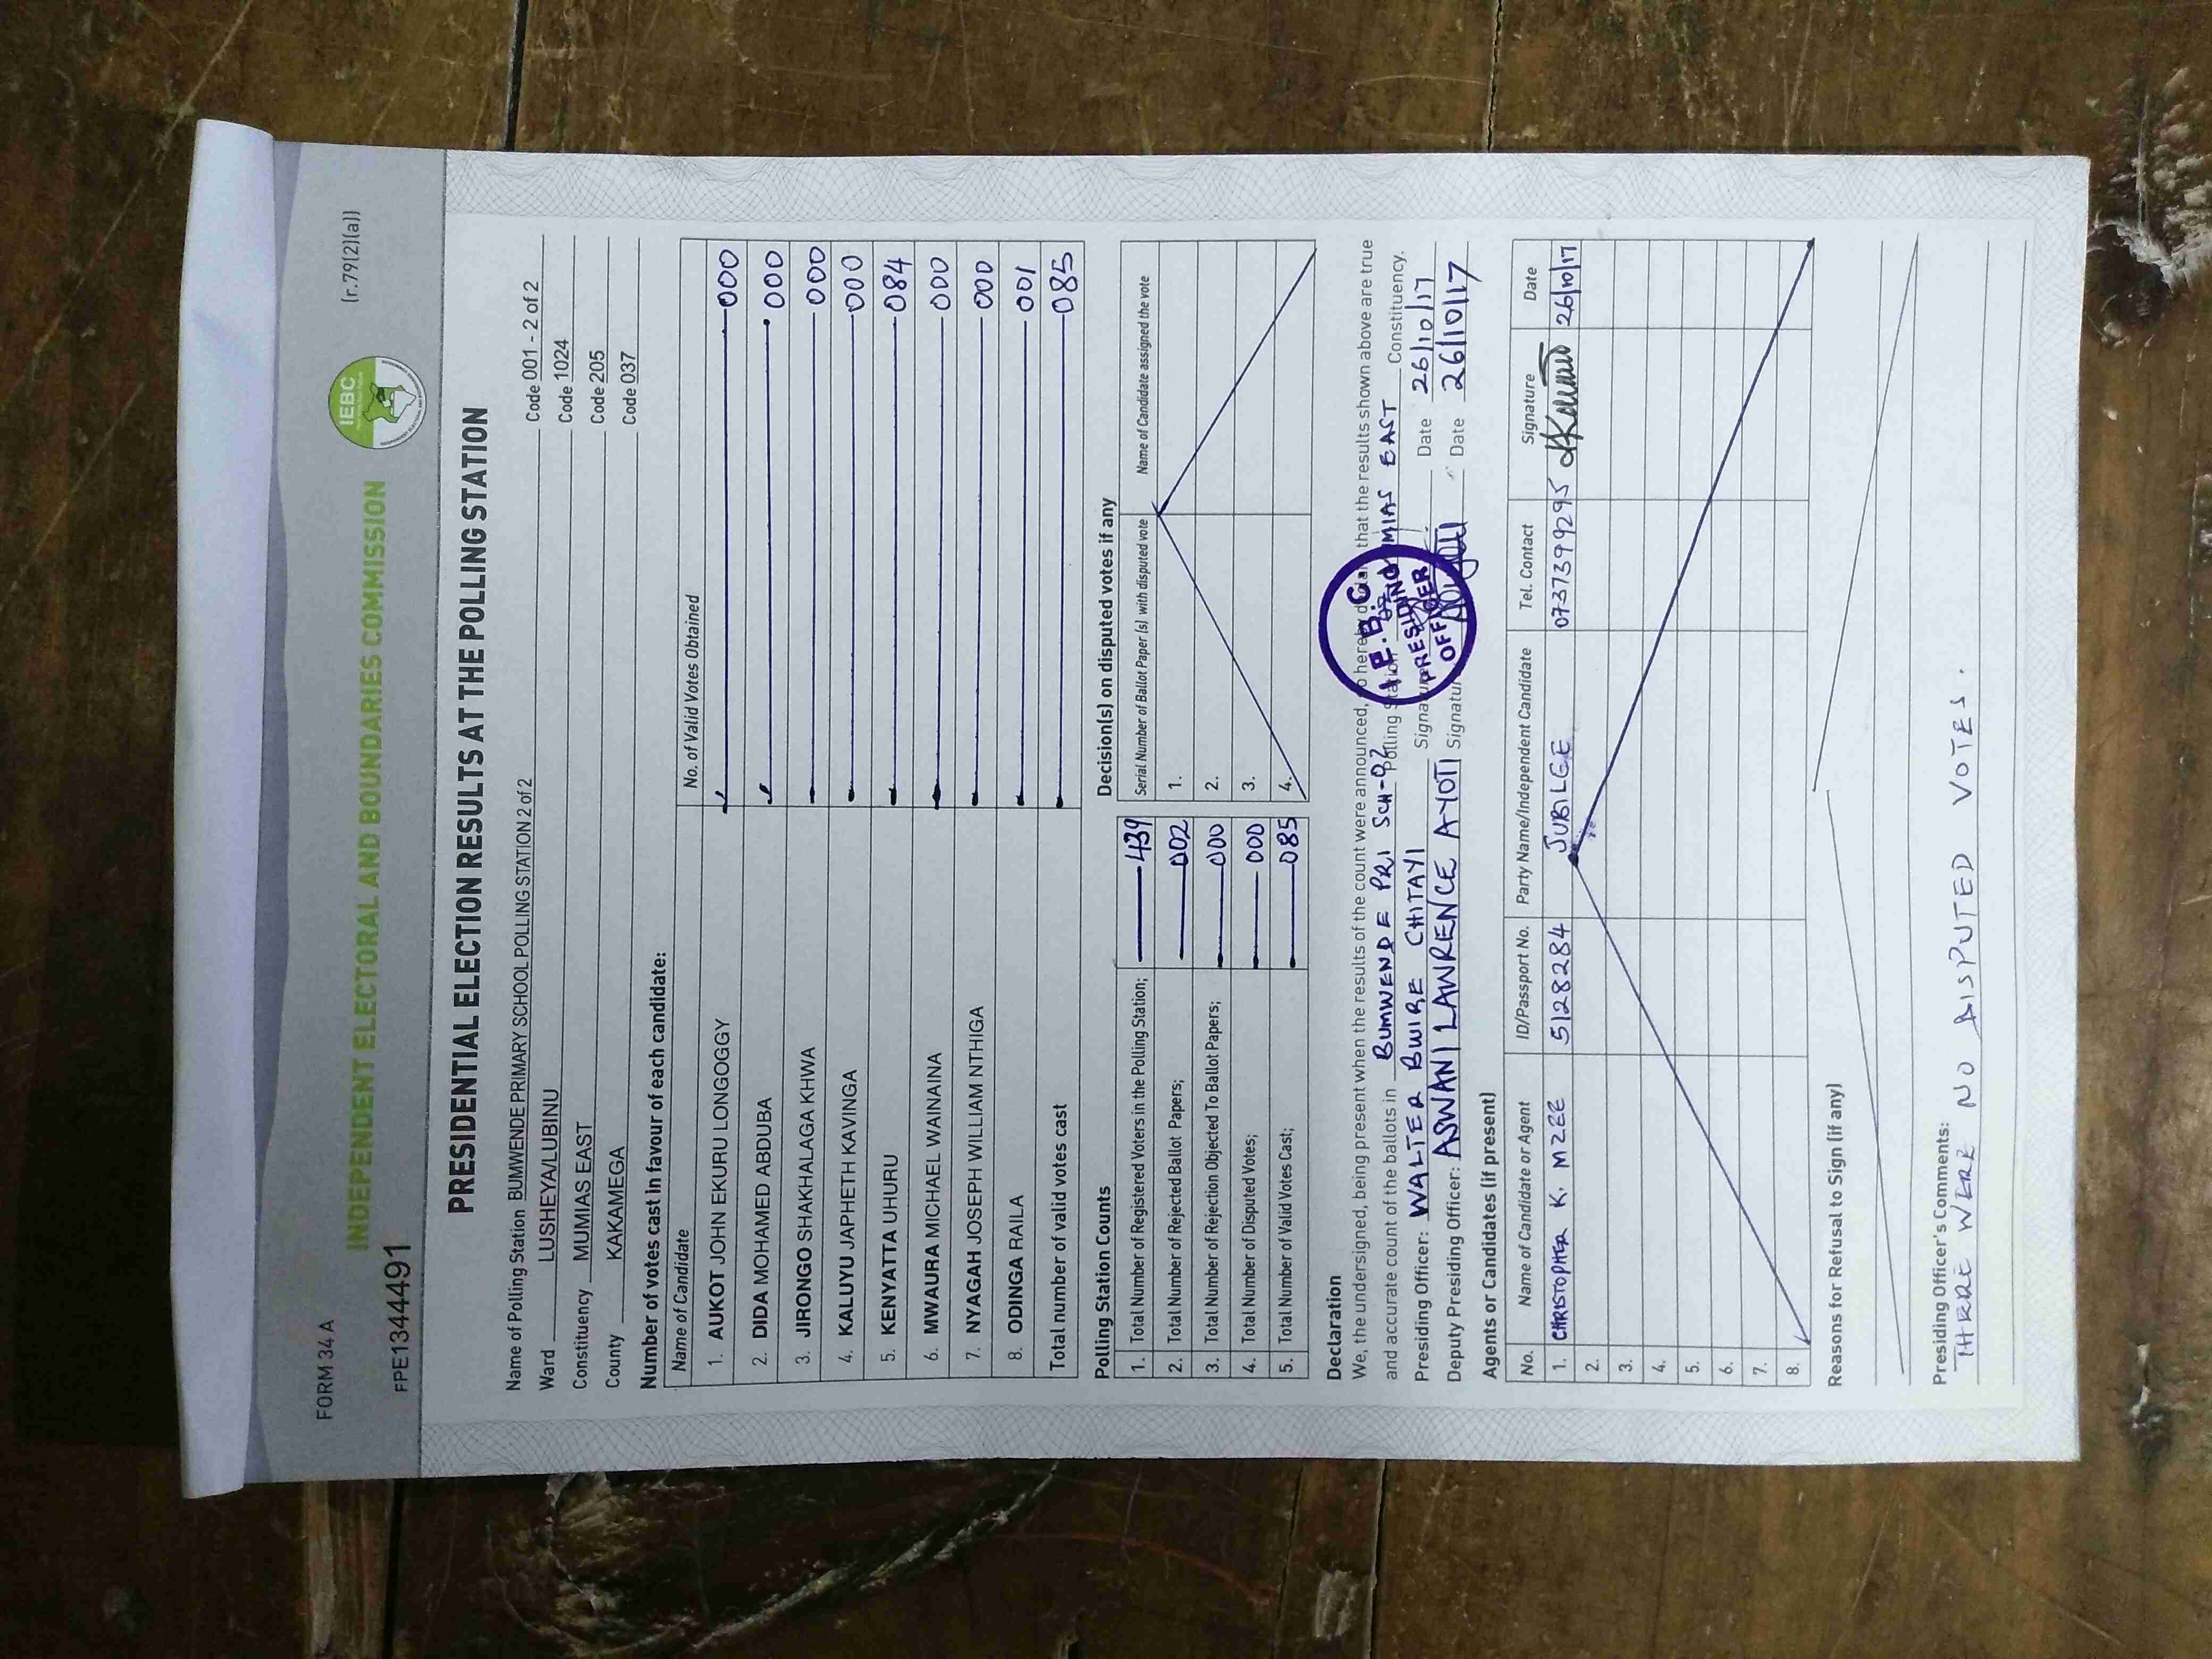 FORM 34 A
(r.79(2)(a))
IEBC
INDEPENDENT ELECTORAL AND BOUNDARIES COMMISSION
FPE1344491
PRESIDENTIAL ELECTION RESULTS AT THE POLLING STATION
Name of Polling Station BUMWENDE PRIMARY SCHOOL POLLING STATION 2 of 2 Code 001 - 2 of 2
Ward LUSHEYA/LUBINU Code 1024
Constituency MUMIAS EAST Code 205
County KAKAMEGA Code 037
Number of votes cast in favour of each candidate:
Name of Candidate No. of Valid Votes Obtained
1. AUKOT JOHN EKURU LONGOGGY 000
2. DIDA MOHAMED ABDUBA 000
3. JIRONGO SHAKHALAGA KHWA 000
4. KALUYU JAPHETH KAVINGA 000
5. KENYATTA UHURU 084
6. MWAURA MICHAEL WAINAINA 000
7. NYAGAH JOSEPH WILLIAM NTHIGA 000
8. ODINGA RAILA 001
Total number of valid votes cast 085
Polling Station Counts
1. Total Number of Registered Voters in the Polling Station; 439
2. Total Number of Rejected Ballot Papers; 002
3. Total Number of Rejection Objected To Ballot Papers; 000
4. Total Number of Disputed Votes; 000
5. Total Number of Valid Votes Cast; 085
Decision(s) on disputed votes if any
Serial Number of Ballot Paper (s) with disputed vote Name of Candidate assigned the vote
1.
2.
3.
4.
Declaration
We, the undersigned, being present when the results of the count were announced, do hereby that the results shown above are true
and accurate count of the ballots in BUMWENDE PRI SCH-02 Polling Station MUMIAS EAST Constituency.
Presiding Officer: WALTER BWIRE CHITAYI Signature Date 26/10/17
Deputy Presiding Officer: ASWANI LAWRENCE AYOTI Signature Date 26/10/17
I.E.B.C
PRESIDING
OFFICER
Agents or Candidates (if present)
No. Name of Candidate or Agent ID/Passport No. Party Name/Independent Candidate Tel. Contact Signature Date
1. CHRISTOPHER K. MZEE 5128284 JUBILEE 0737399295 26/10/17
2.
3.
4.
5.
6.
7.
8.
Reasons for Refusal to Sign (if any)
Presiding Officer's Comments:
THERE WERE NO DISPUTED VOTES.